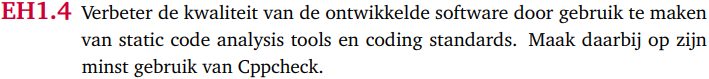 EH1.4 Verbeter de kwaliteit van de ontwikkelde software door gebruik te maken
van static code analysis tools en coding standards. Maak daarbij op zijn
minst gebruik van Cppcheck.